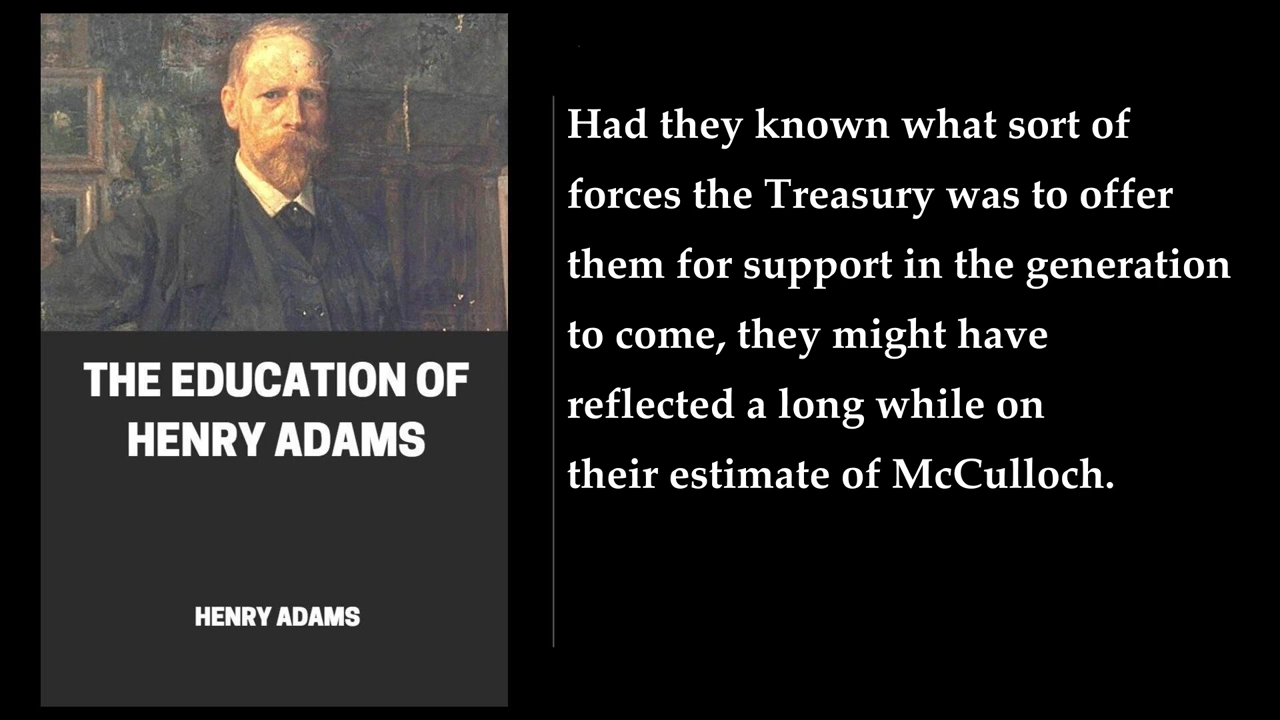 THE EDUCATION OF
HENRY ADAMS
HENRY ADAMS
Had they known what sort of
forces the Treasury was to offer
them for support in the generation
to come, they might have
reflected a long while on
their estimate of McCulloch.